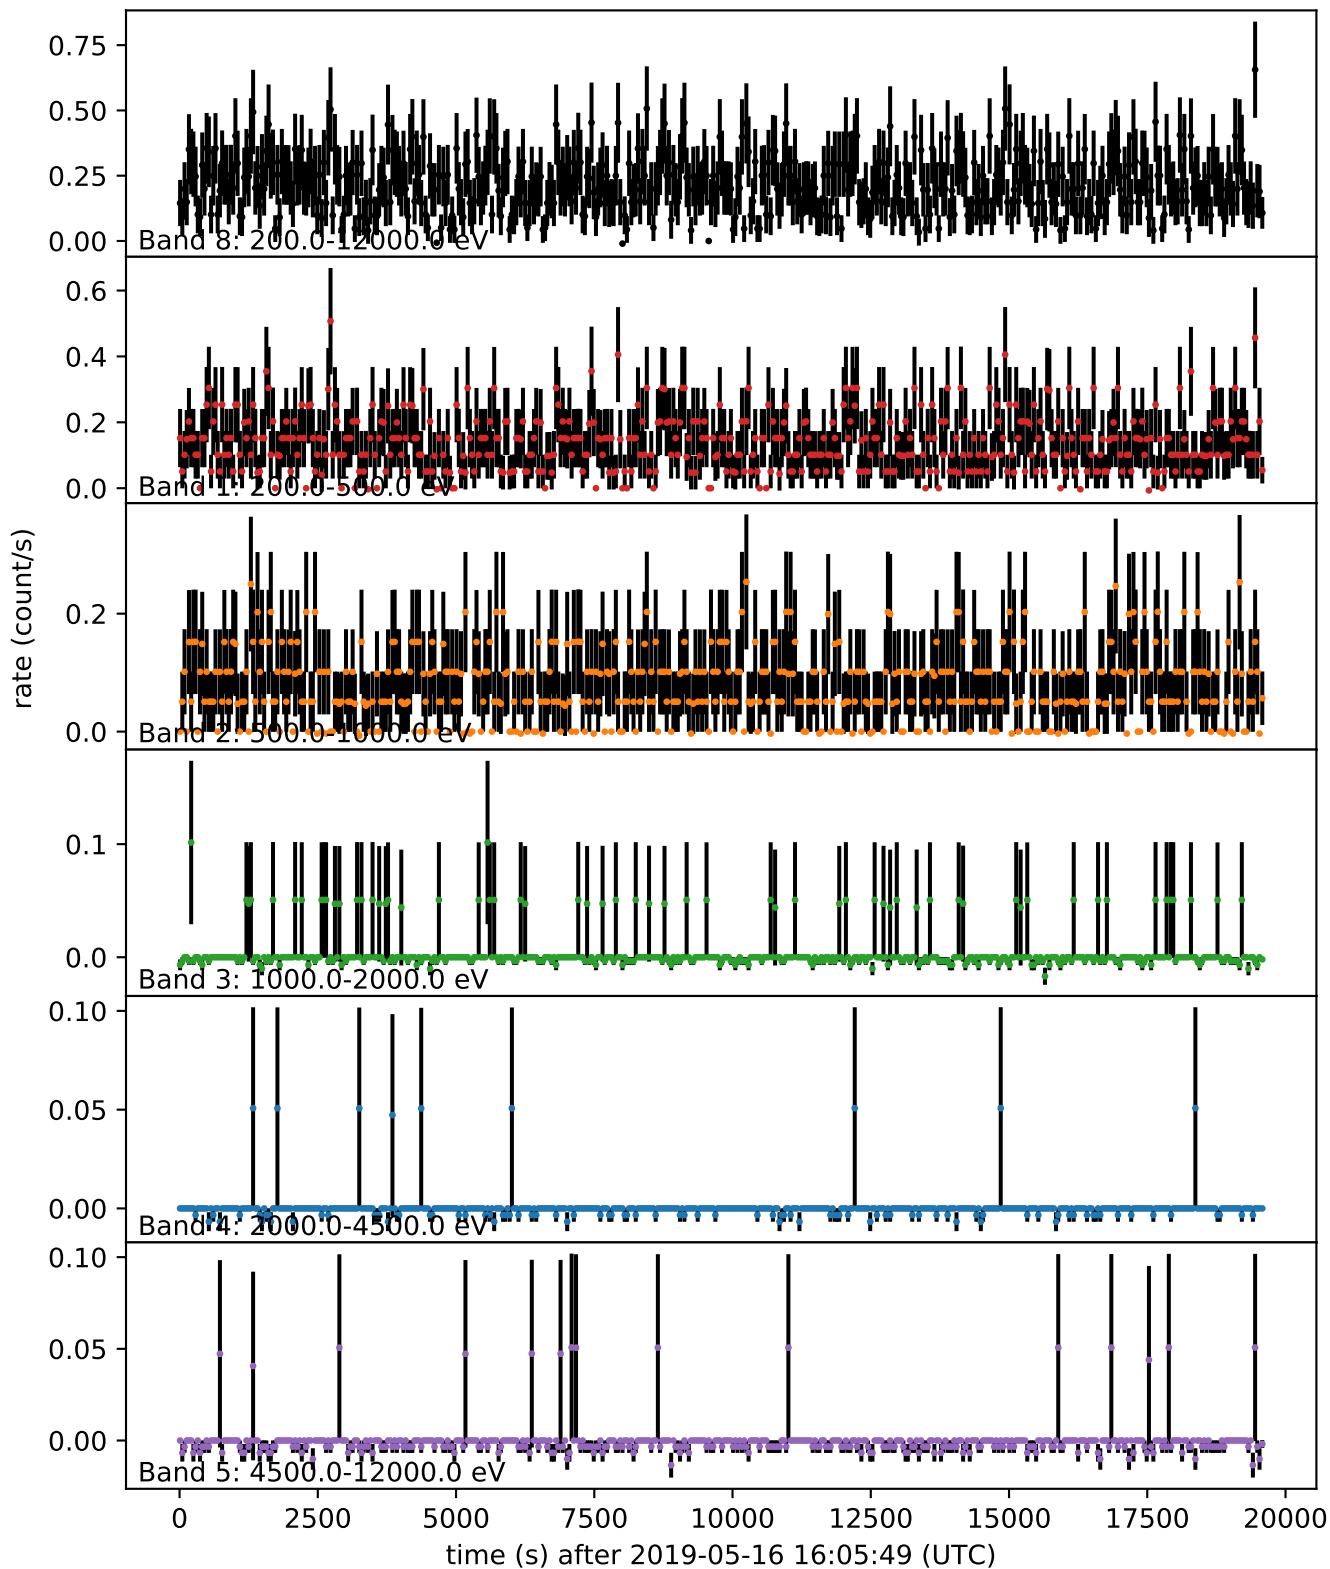 0.75
0.50
0.25
0.00
Band 8: 200.0-12000.0 eV
0.6
0.4
0.2
0.0
Band 1: 200.0-500.0 eV
rate (count/s)
0.2
0.0
Band 2: 500.0-1000.0 eV
0.1
0.0
Band 3: 1000.0-2000.0 eV
0.10
0.05
0.00
Band 4: 2000.0-4500.0 eV
0.10
0.05
0.00
Band 5: 4500.0-12000.0 eV
0 2500 5000 7500 10000 12500 15000 17500 20000
time (s) after 2019-05-16 16:05:49 (UTC)